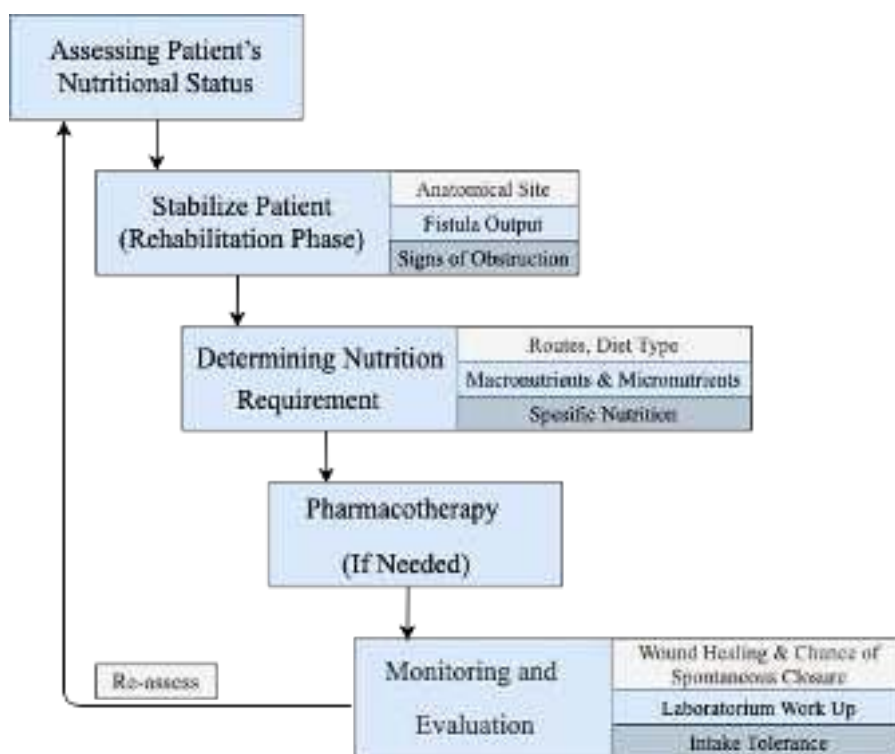 Assessing Patient's
Nutritional Status
Stabilize Patient
(Rehabilitation Phase)
Anatomical Site
Fistula Output
Signs of Obstruction
Determining Nutrition
Requirement
Routes, Diet Type
Macronutrients & Micronutrients
Spesific Nutrition
Pharmacotherapy
(If Needed)
Monitoring and
Evaluation
Wound Healing & Chance of
Spontaneous Closure
Laboratorium Work Up
Intake Tolerance
Re-assess